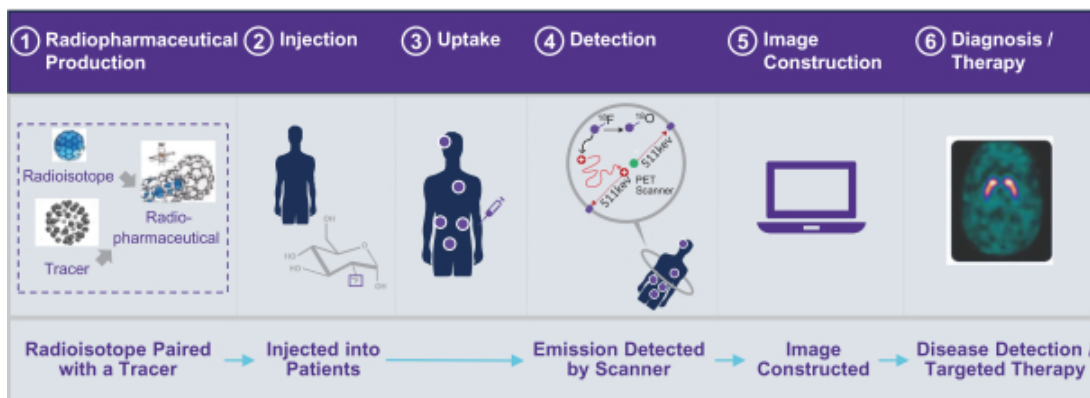 1 Radiopharmaceutical
Production
2 Injection
3 Uptake
4 Detection
5 Image
Construction
6 Diagnosis /
Therapy
Radioisotope
Tracer
Radio-
pharmaceutical
OH
HO
HO
OH
18F
18O
511kev
511kev
PET
Scanner
Radioisotope Paired
with a Tracer
Injected into
Patients
Emission Detected
by Scanner
Image
Constructed
Disease Detection /
Targeted Therapy